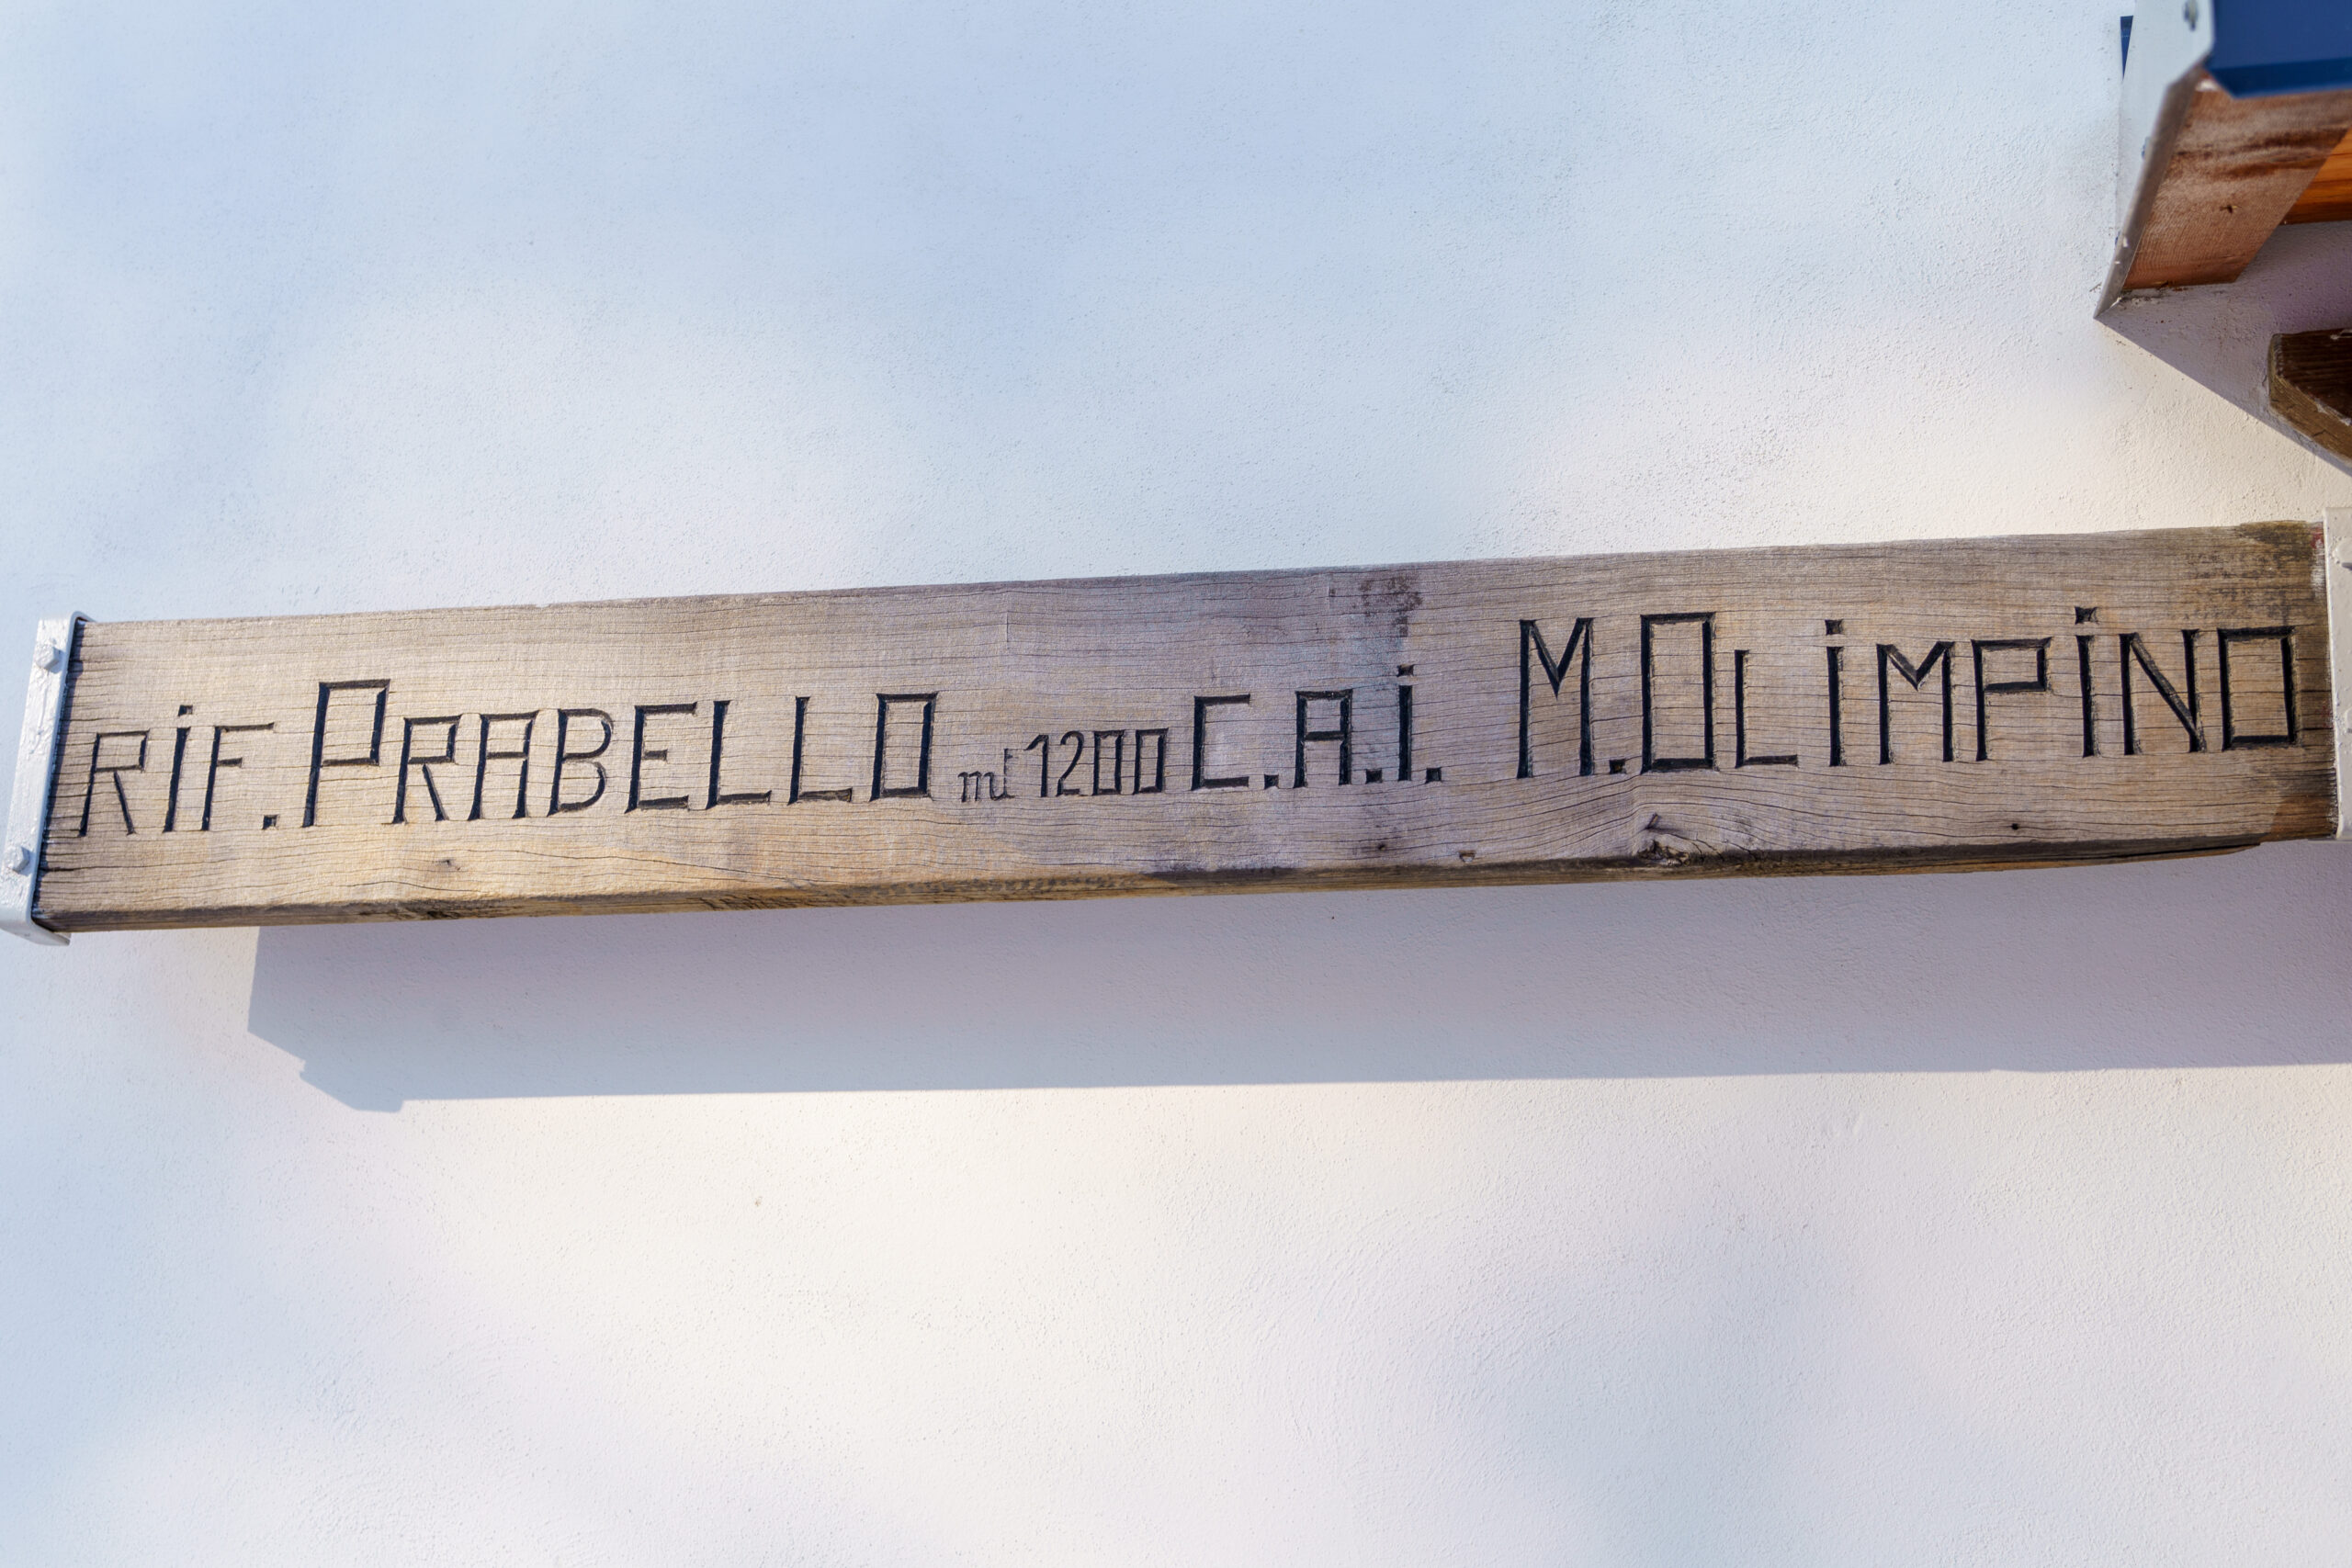 RiF. PRABELLO mt 1200 C.A.i. M.OLiMPiNO